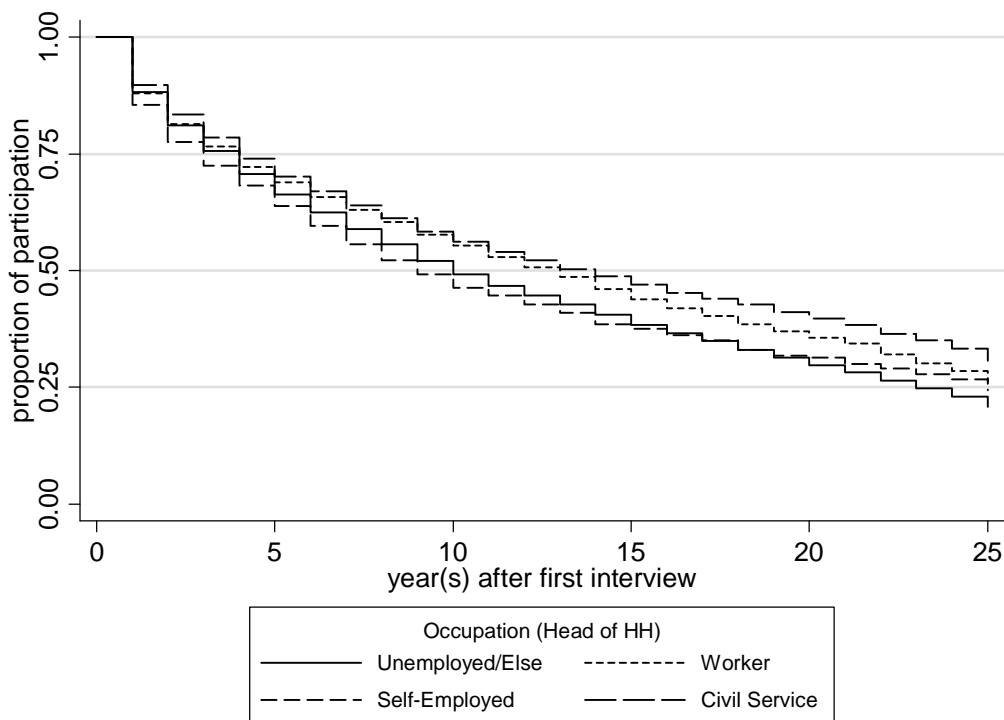 1.00
0.75
0.50
0.25
0.00
proportion of participation
0 5 10 15 20 25
year(s) after first interview
Occupation (Head of HH)
Unemployed/Else Worker
Self-Employed Civil Service